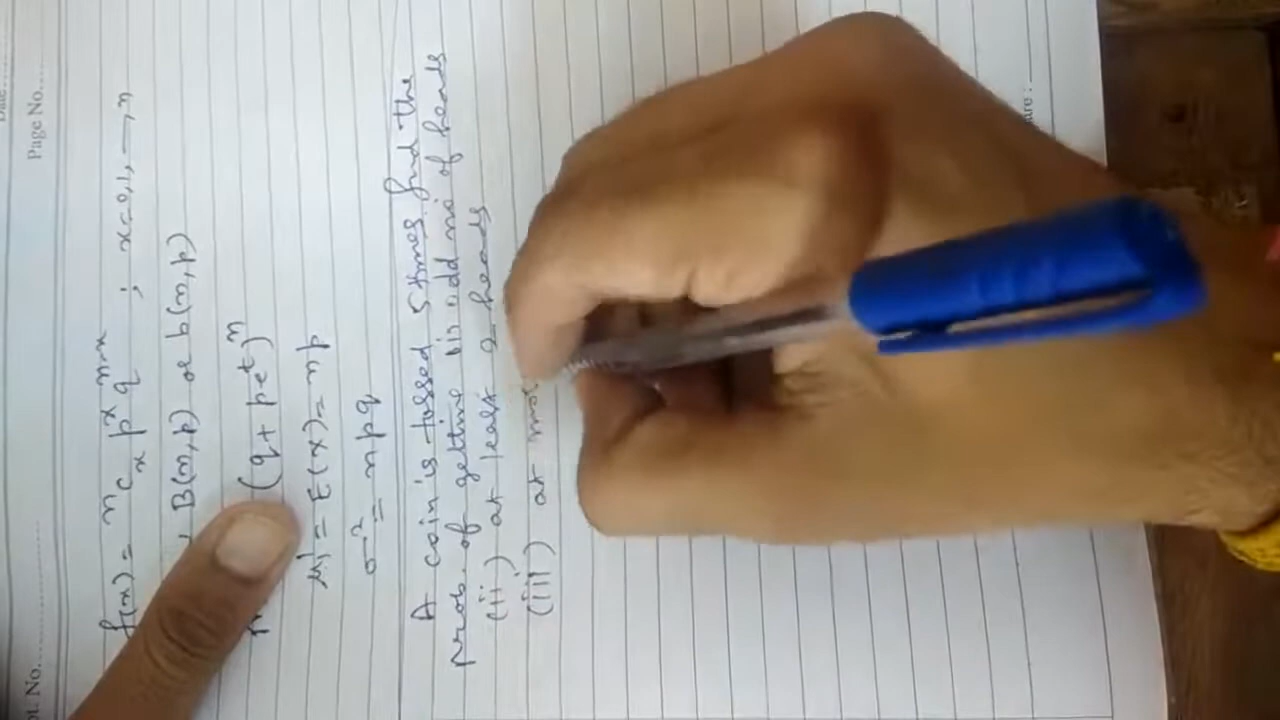 Page No.....
f(x) = ⁿCₓ pˣ qⁿ⁻ˣ ; x=0,1,—,n
B(n,p) or b(n,p)
(q+peᵗ)ⁿ
μ₁' = E(x) = np
σ² = npq
A coin is tossed 5 times find the
prob. of getting (i) odd no of heads
(ii) at least 2 heads
(iii) at